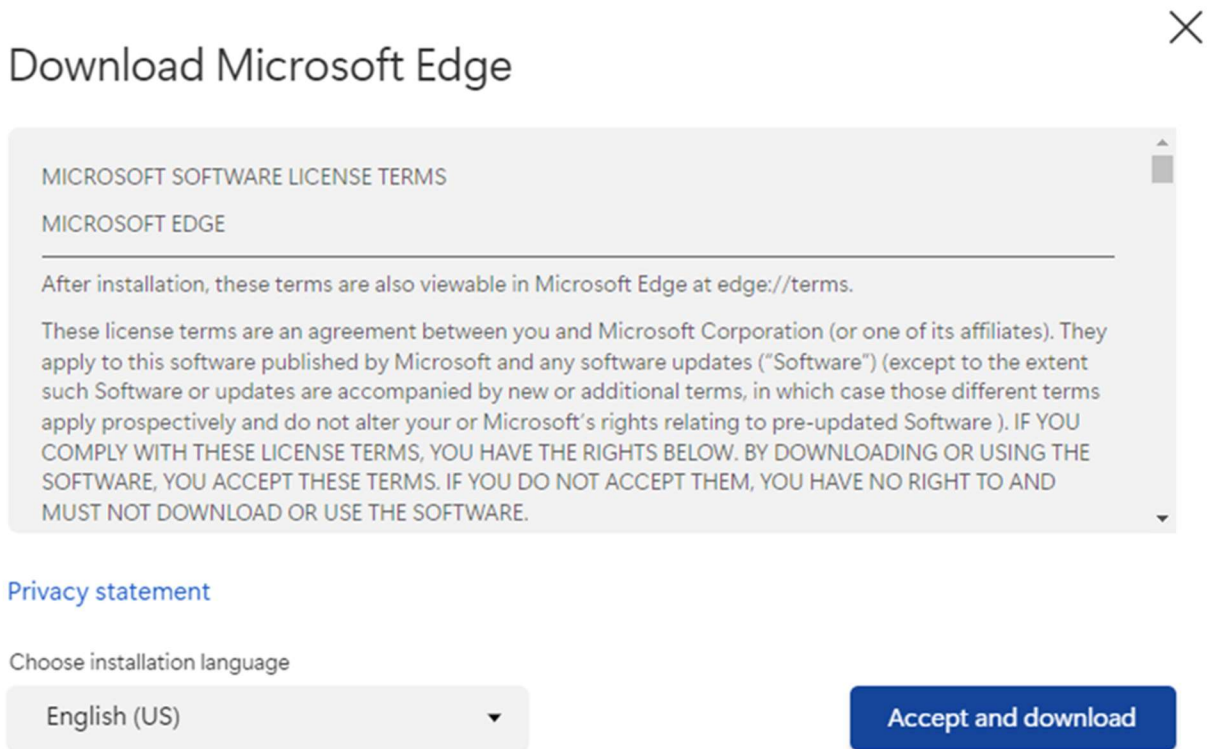 Download Microsoft Edge
MICROSOFT SOFTWARE LICENSE TERMS
MICROSOFT EDGE
After installation, these terms are also viewable in Microsoft Edge at edge://terms.
These license terms are an agreement between you and Microsoft Corporation (or one of its affiliates). They
apply to this software published by Microsoft and any software updates (“Software”) (except to the extent
such Software or updates are accompanied by new or additional terms, in which case those different terms
apply prospectively and do not alter your or Microsoft’s rights relating to pre-updated Software ). IF YOU
COMPLY WITH THESE LICENSE TERMS, YOU HAVE THE RIGHTS BELOW. BY DOWNLOADING OR USING THE
SOFTWARE, YOU ACCEPT THESE TERMS. IF YOU DO NOT ACCEPT THEM, YOU HAVE NO RIGHT TO AND
MUST NOT DOWNLOAD OR USE THE SOFTWARE.
Privacy statement
Choose installation language
English (US)
Accept and download